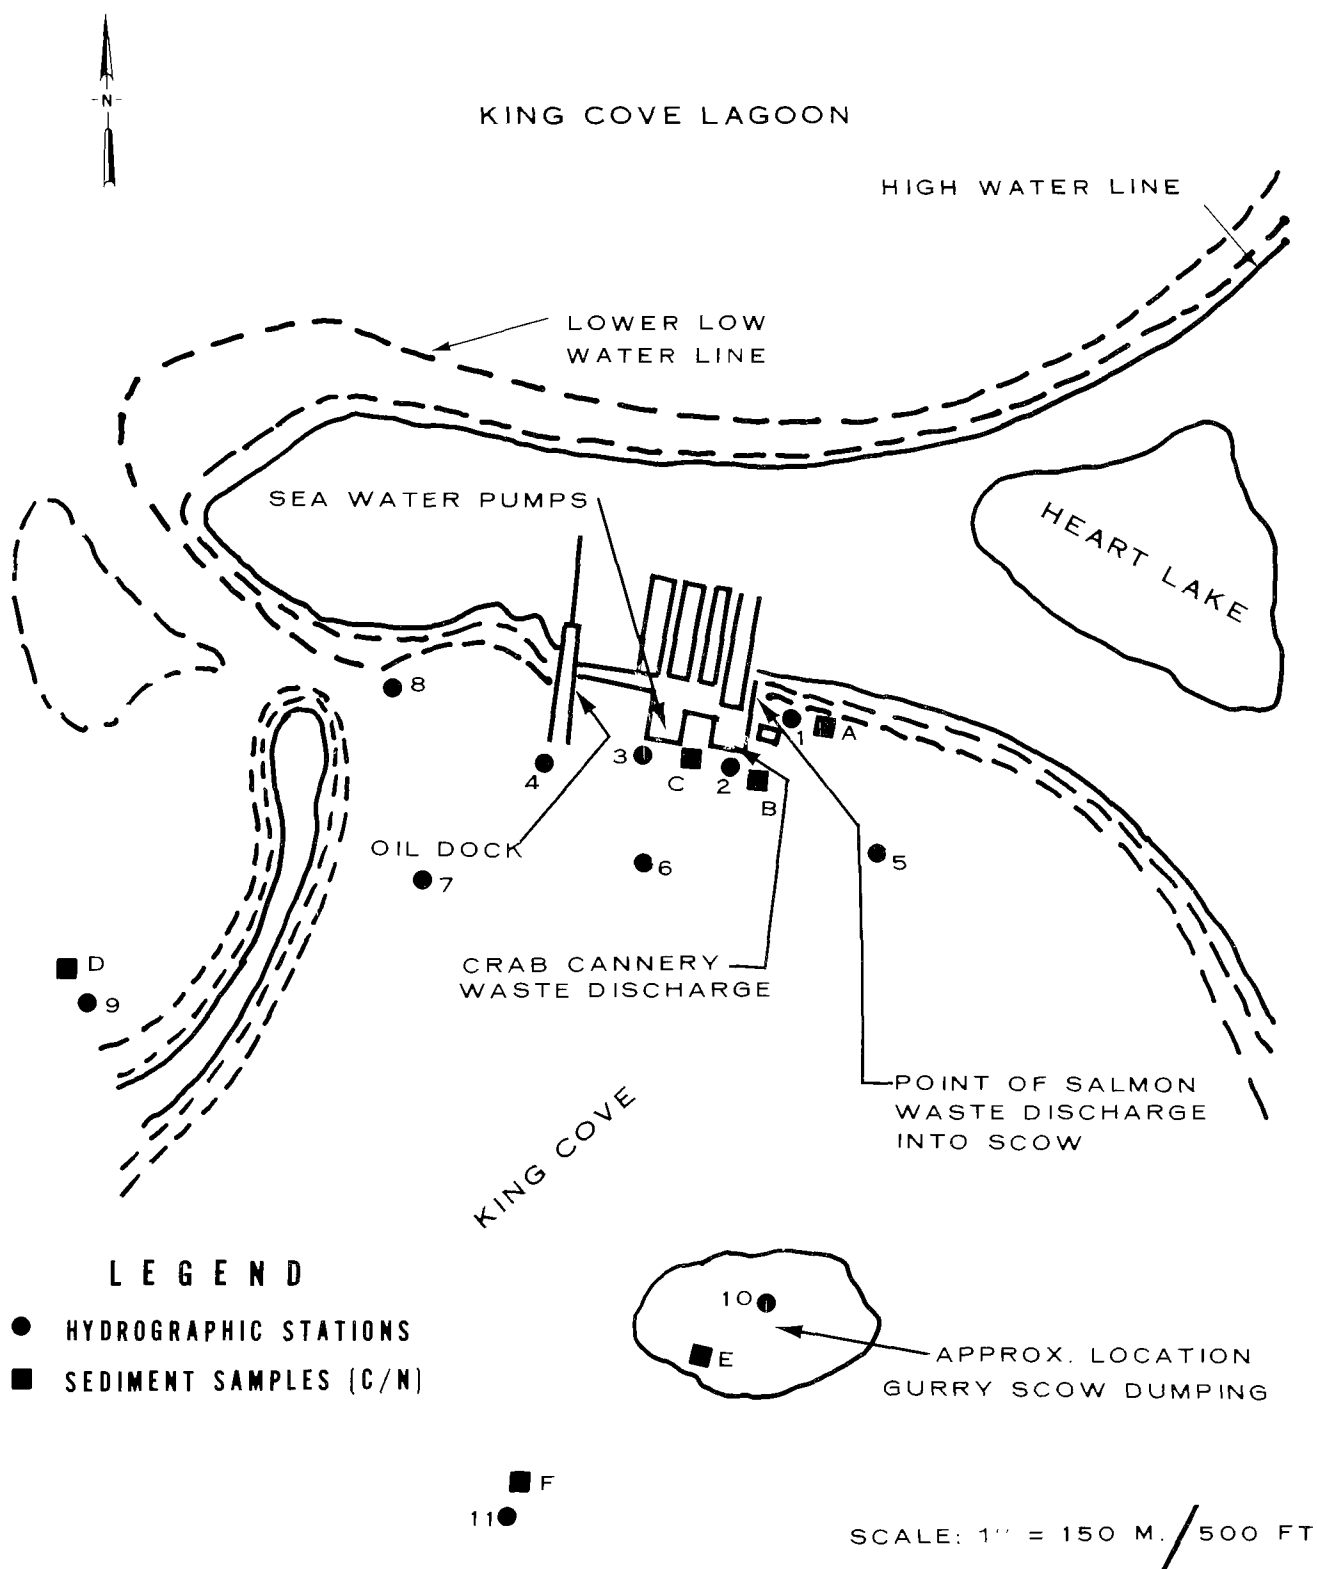 N
KING COVE LAGOON
HIGH WATER LINE
LOWER LOW
WATER LINE
SEA WATER PUMPS
HEART LAKE
8
1
A
3
C
2
B
4
OIL DOCK
7
6
5
CRAB CANNERY
WASTE DISCHARGE
D
9
POINT OF SALMON
WASTE DISCHARGE
INTO SCOW
KING COVE
LEGEND
HYDROGRAPHIC STATIONS
SEDIMENT SAMPLES (C/N)
10
E
APPROX. LOCATION
GURRY SCOW DUMPING
F
11
SCALE: 1" = 150 M./500 FT